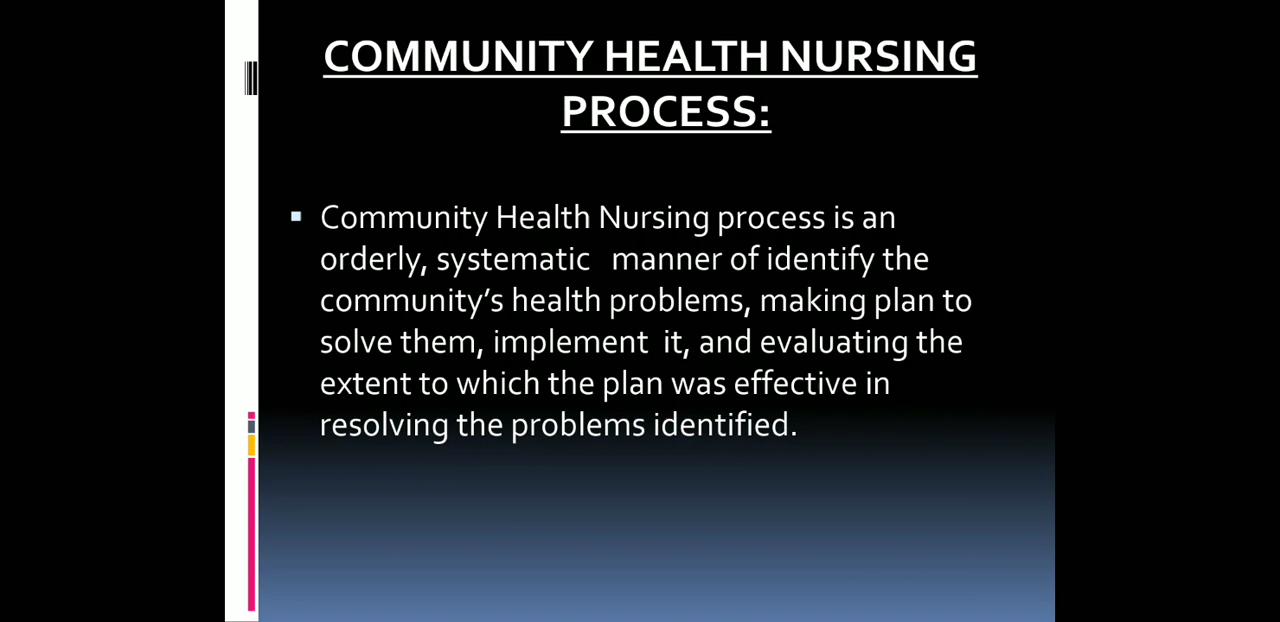 COMMUNITY HEALTH NURSING
PROCESS:
Community Health Nursing process is an
orderly, systematic manner of identify the
community's health problems, making plan to
solve them, implement it, and evaluating the
extent to which the plan was effective in
resolving the problems identified.